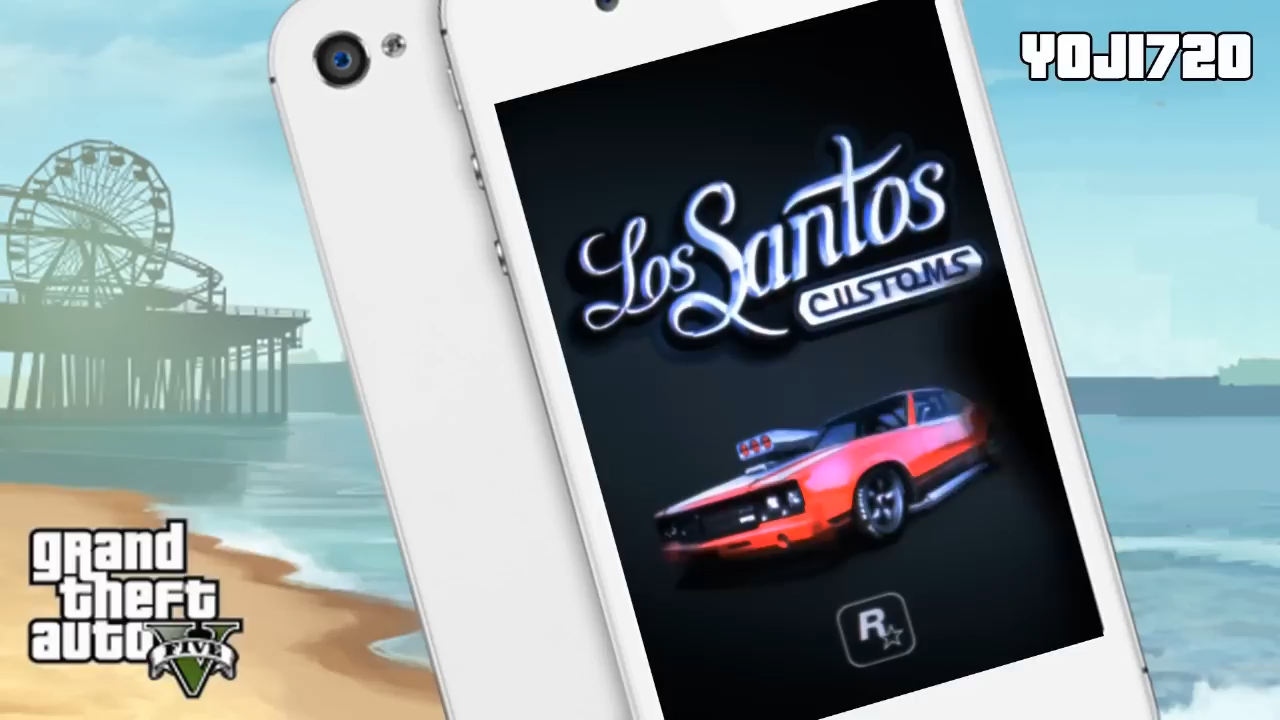 YOJI720
Los Santos
CUSTOMS
R
grand
theft
auto
FIVE
V